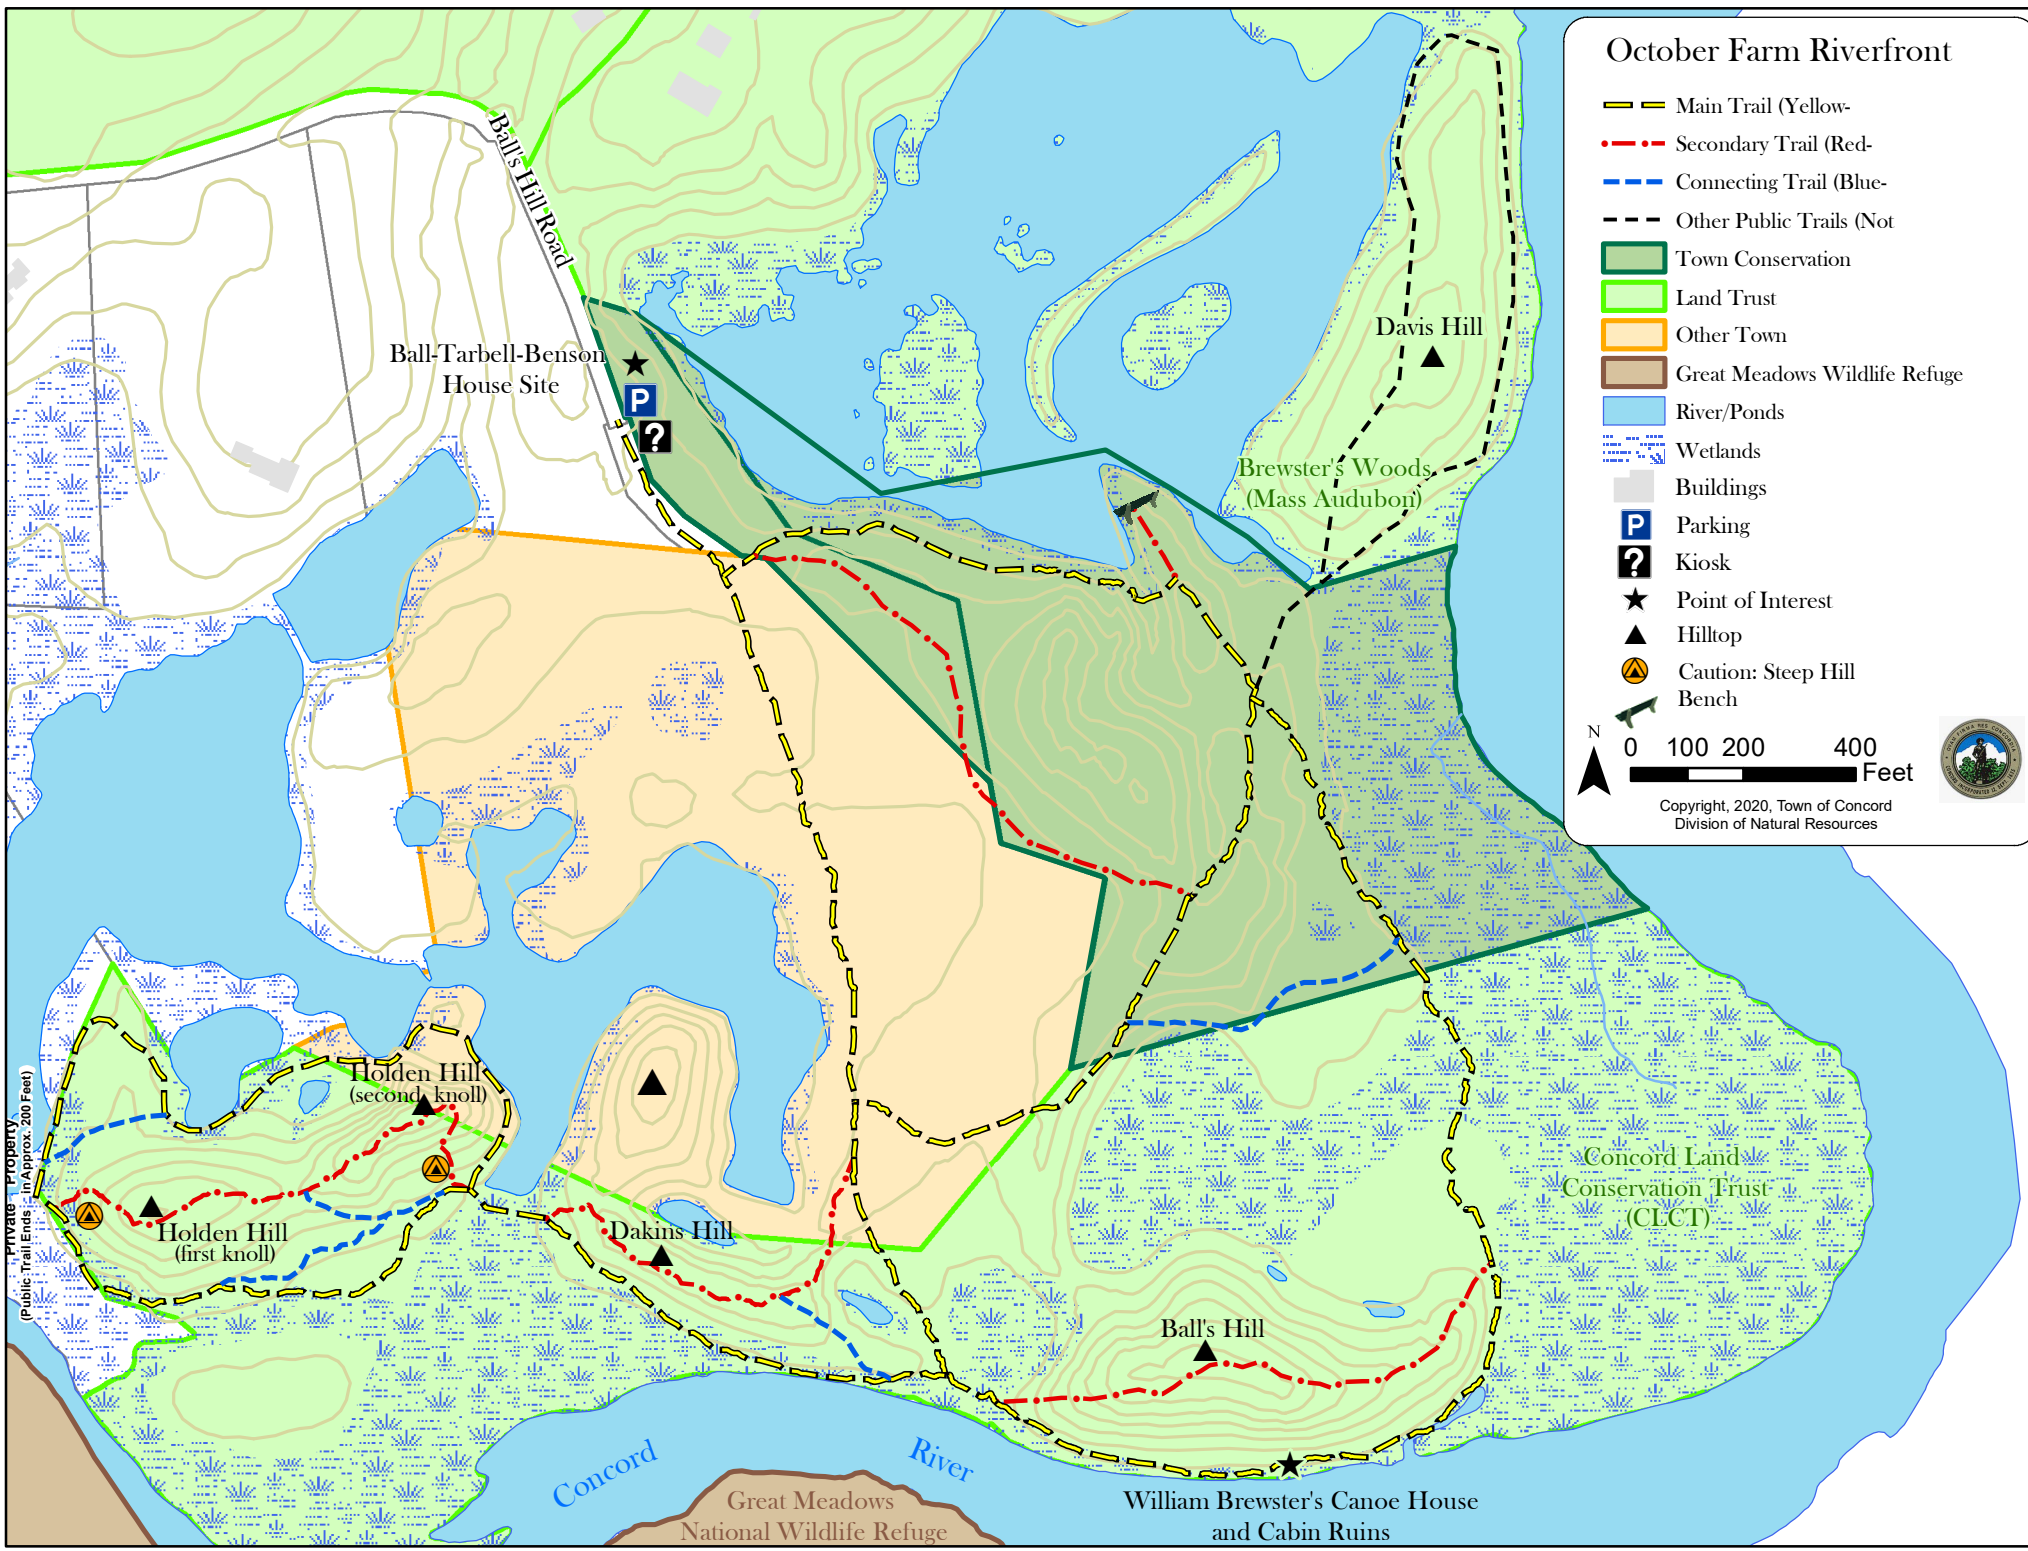 October Farm Riverfront
Main Trail (Yellow-
Secondary Trail (Red-
Connecting Trail (Blue-
Other Public Trails (Not
Town Conservation
Land Trust
Other Town
Great Meadows Wildlife Refuge
River/Ponds
Wetlands
Buildings
P
Parking
?
Kiosk
Point of Interest
Hilltop
Caution: Steep Hill
Bench
N
0 100 200 400
Feet
Copyright, 2020, Town of Concord
Division of Natural Resources
Ball's Hill Road
Ball-Tarbell-Benson
House Site
P
?
Davis Hill
Brewster's Woods
(Mass Audubon)
Holden Hill
(second knoll)
Private Property
(Public Trail Ends in Approx. 200 Feet)
Holden Hill
(first knoll)
Dakins Hill
Concord Land
Conservation Trust
(CLCT)
Ball's Hill
Concord River
Great Meadows
National Wildlife Refuge
William Brewster's Canoe House
and Cabin Ruins